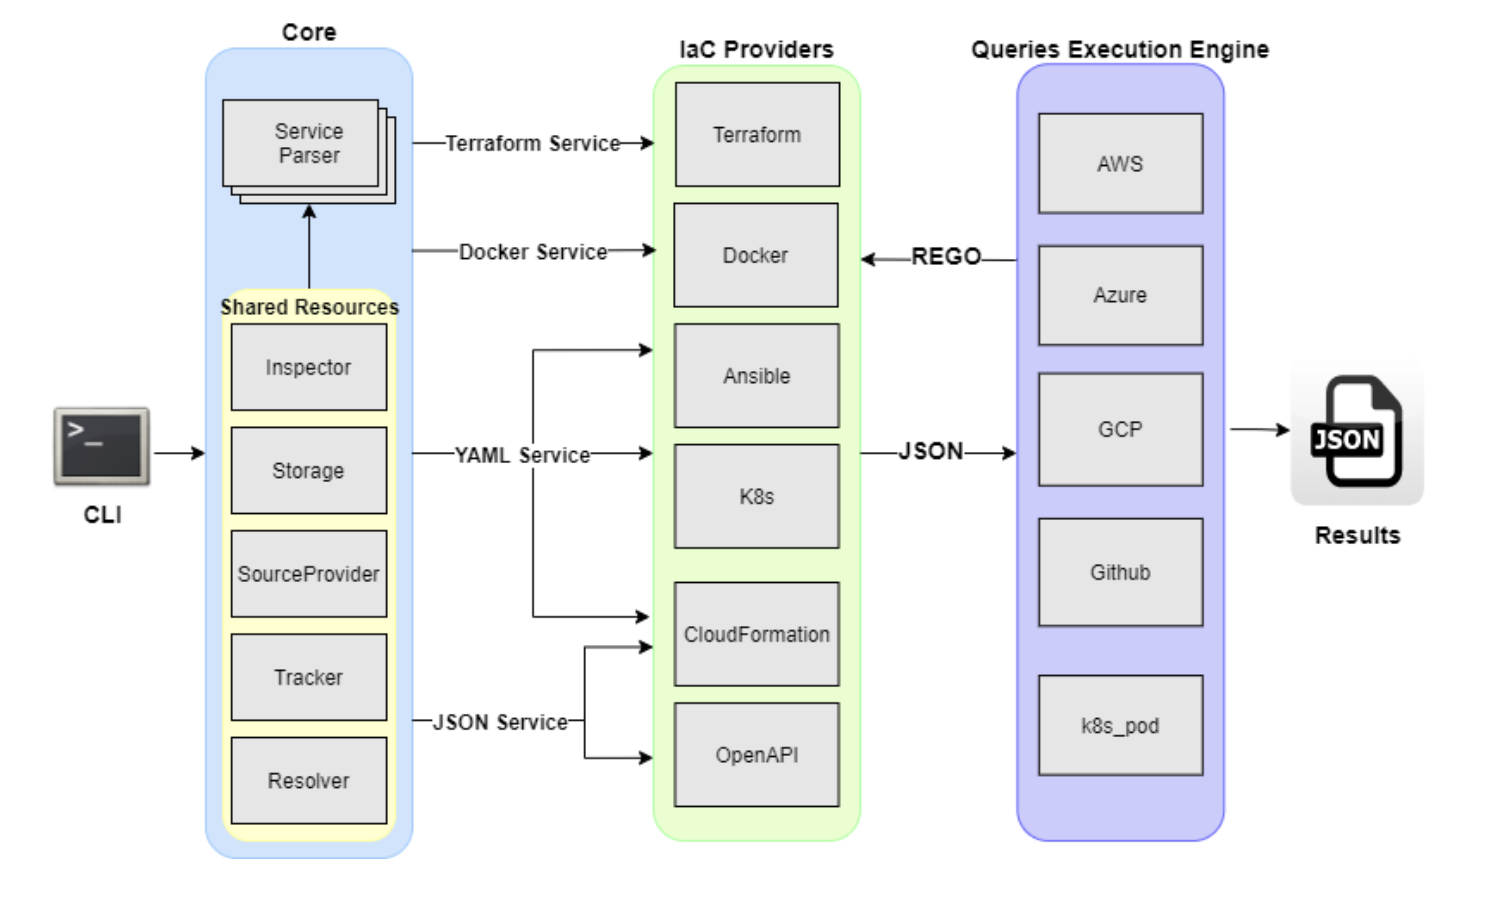 Core
IaC Providers
Queries Execution Engine
Service
Parser
Shared Resources
Inspector
Storage
SourceProvider
Tracker
Resolver
>_
CLI
Terraform Service
Docker Service
YAML Service
JSON Service
Terraform
Docker
Ansible
K8s
CloudFormation
OpenAPI
REGO
JSON
AWS
Azure
GCP
Github
k8s_pod
JSON
Results